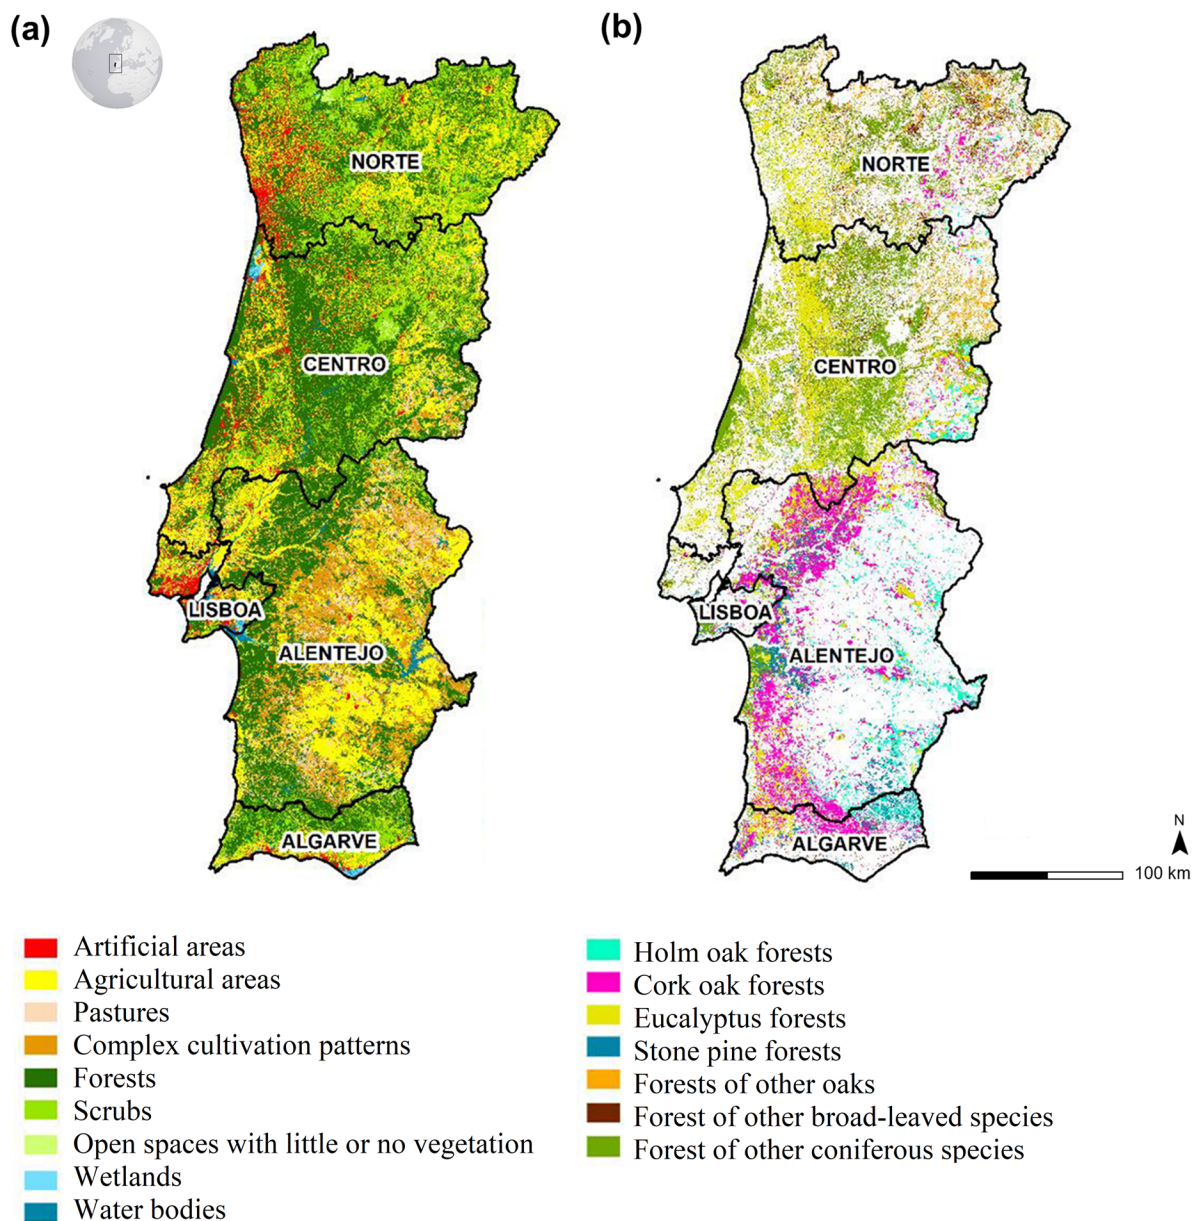 (a)
(b)
NORTE
CENTRO
LISBOA
ALENTEJO
ALGARVE
NORTE
CENTRO
LISBOA
ALENTEJO
ALGARVE
N
100 km
Artificial areas
Agricultural areas
Pastures
Complex cultivation patterns
Forests
Scrubs
Open spaces with little or no vegetation
Wetlands
Water bodies
Holm oak forests
Cork oak forests
Eucalyptus forests
Stone pine forests
Forests of other oaks
Forest of other broad-leaved species
Forest of other coniferous species